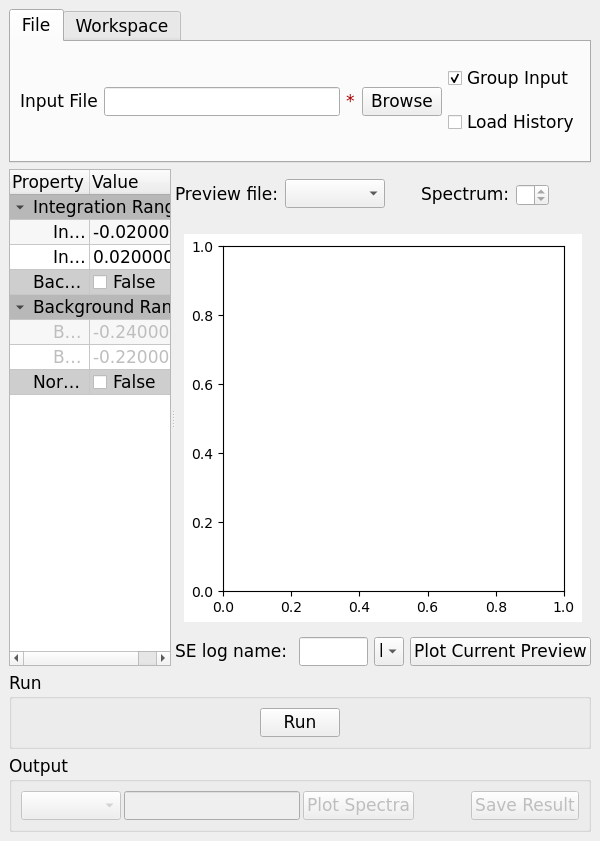 File Workspace
Input File * Browse
Group Input
Load History
Property Value
Integration Rang
In... -0.02000
In... 0.020000
Bac... False
Background Ran
B... -0.24000
B... -0.22000
Nor... False
Preview file: Spectrum:
1.0
0.8
0.6
0.4
0.2
0.0
0.0 0.2 0.4 0.6 0.8 1.0
SE log name: Plot Current Preview
Run
Run
Output
Plot Spectra Save Result